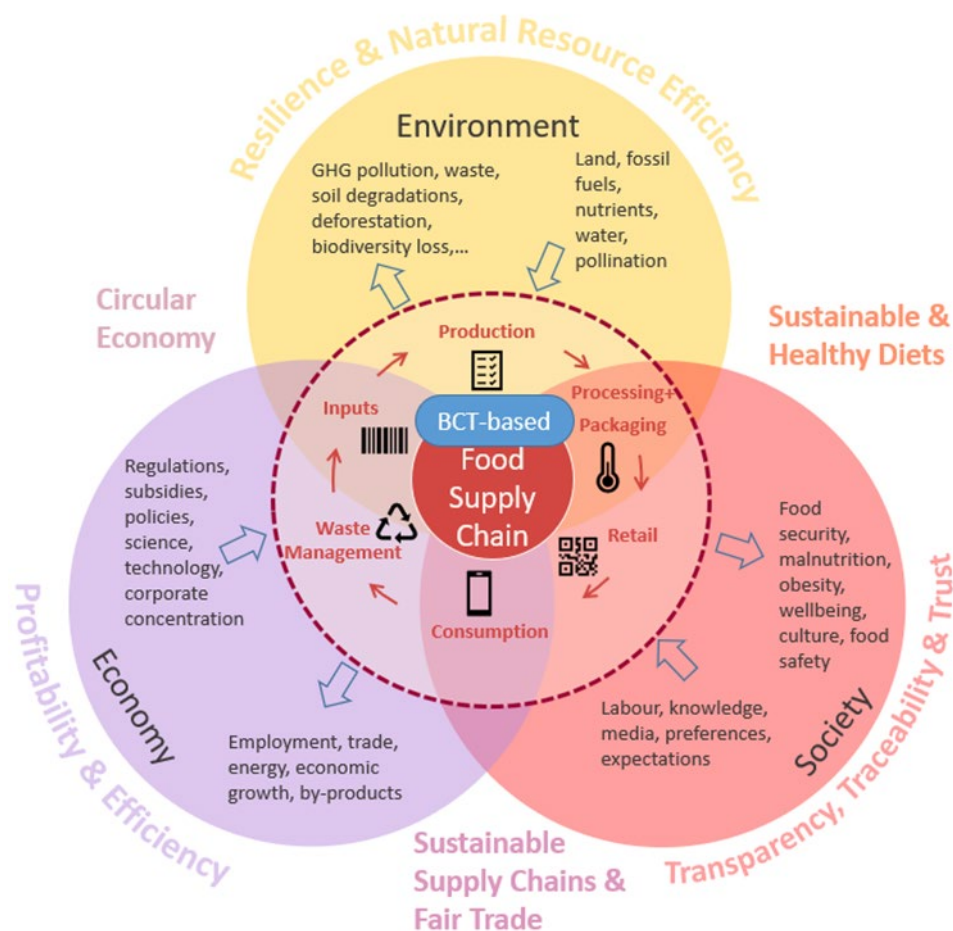 Resilience & Natural Resource Efficiency
Environment
GHG pollution, waste,
soil degradations,
deforestation,
biodiversity loss,...
Land, fossil
fuels,
nutrients,
water,
pollination
Circular
Economy
Sustainable &
Healthy Diets
Production
Processing+
Packaging
Inputs
BCT-based
Food
Supply
Chain
Retail
Waste
Management
Consumption
Regulations,
subsidies,
policies,
science,
technology,
corporate
concentration
Food
security,
malnutrition,
obesity,
wellbeing,
culture, food
safety
Economy
Employment, trade,
energy, economic
growth, by-products
Labour, knowledge,
media, preferences,
expectations
Society
Profitability & Efficiency
Transparency, Traceability & Trust
Sustainable
Supply Chains &
Fair Trade